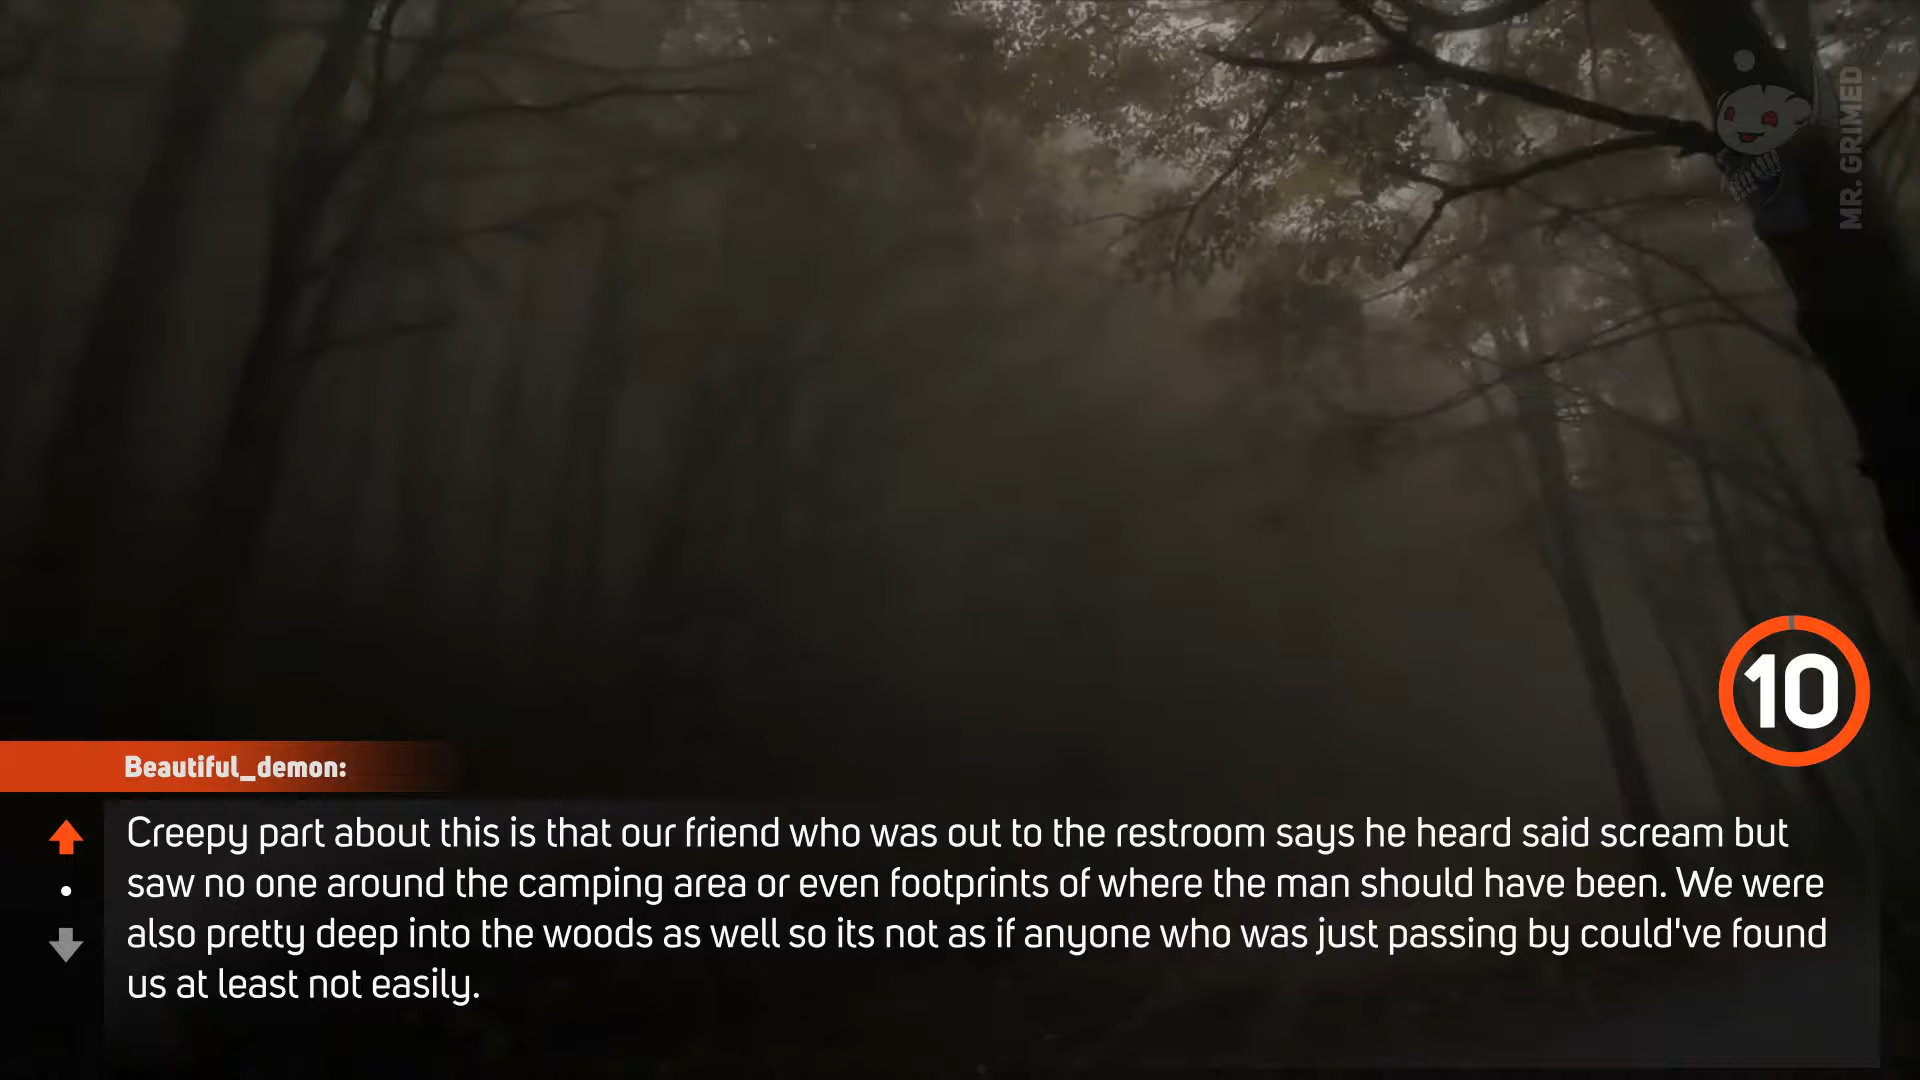 MR. GRIMED
10
Beautiful_demon:
Creepy part about this is that our friend who was out to the restroom says he heard said scream but
saw no one around the camping area or even footprints of where the man should have been. We were
also pretty deep into the woods as well so its not as if anyone who was just passing by could've found
us at least not easily.